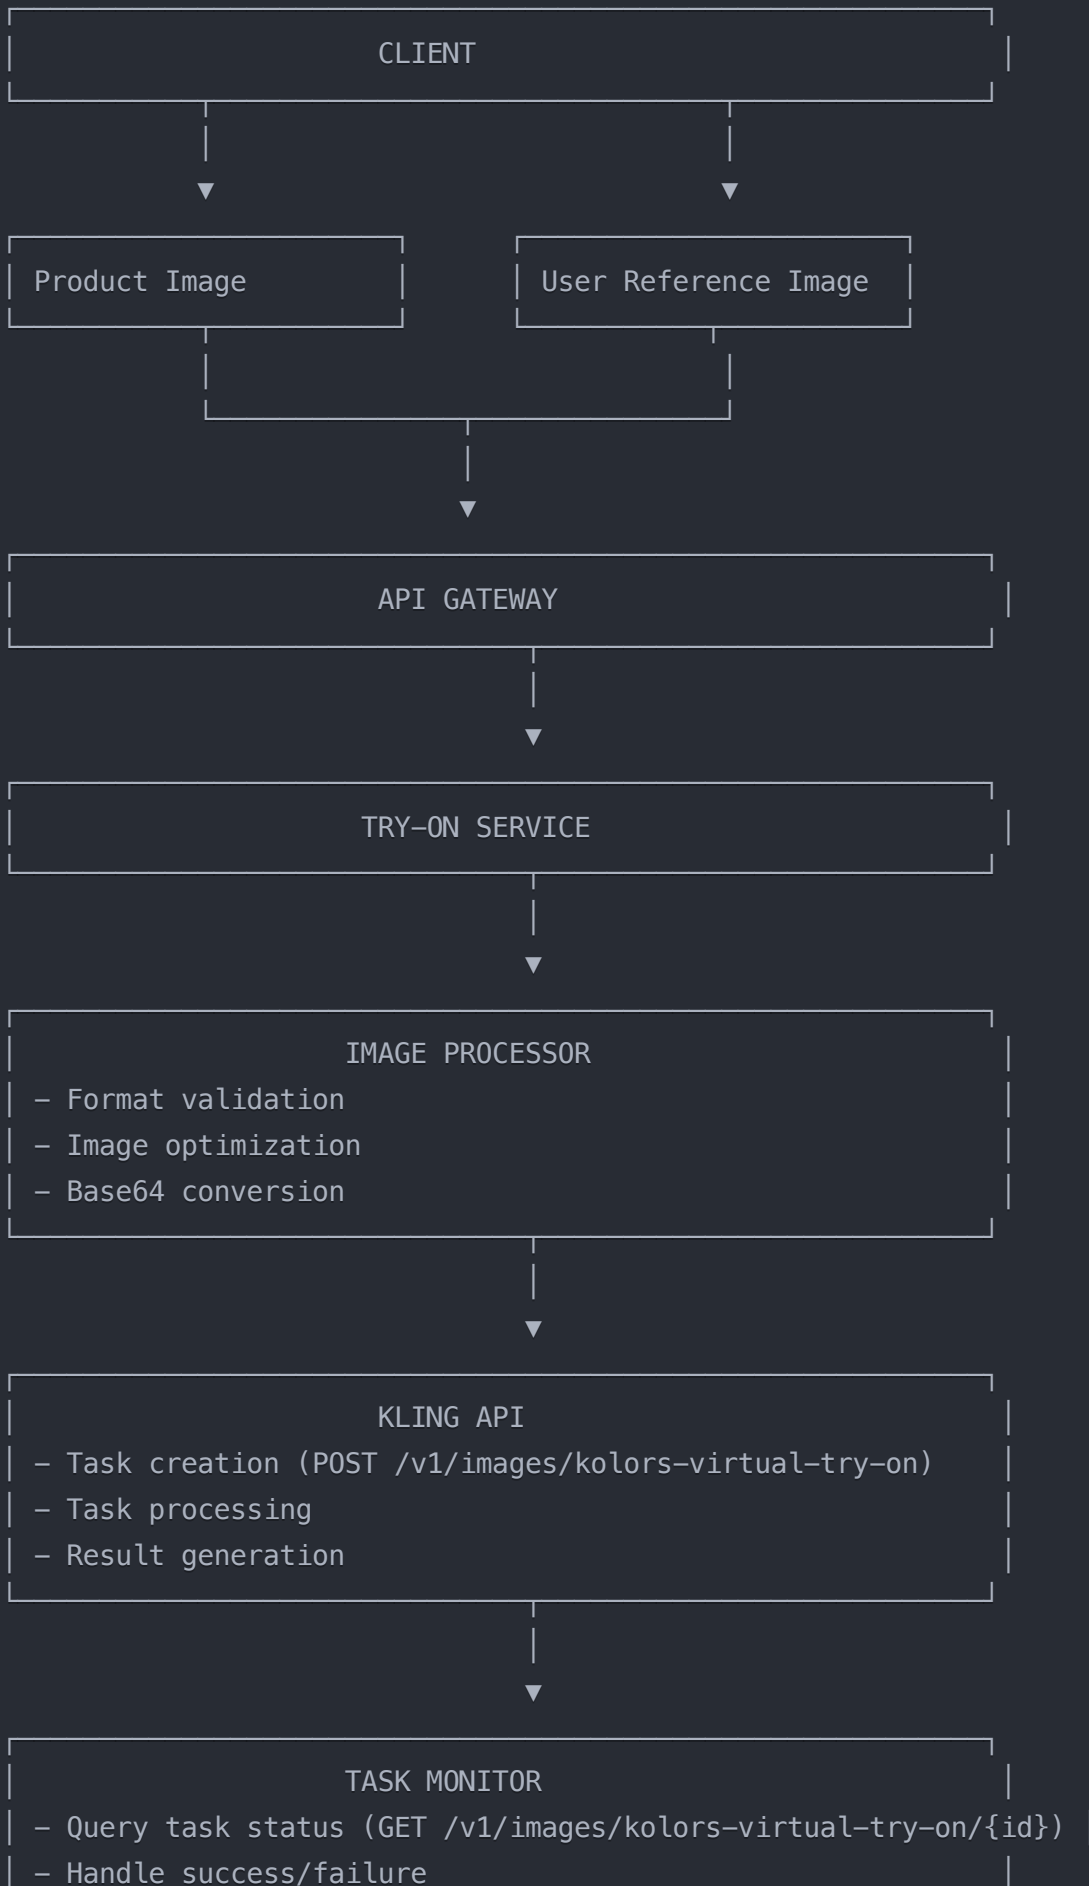 CLIENT
Product Image
User Reference Image
API GATEWAY
TRY-ON SERVICE
IMAGE PROCESSOR
- Format validation
- Image optimization
- Base64 conversion
KLING API
- Task creation (POST /v1/images/kolors-virtual-try-on)
- Task processing
- Result generation
TASK MONITOR
- Query task status (GET /v1/images/kolors-virtual-try-on/{id})
- Handle success/failure